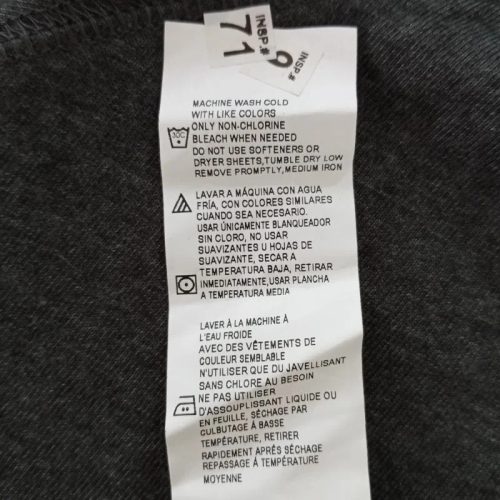 INSP.#
71
INSP.#
9
MACHINE WASH COLD
WITH LIKE COLORS
ONLY NON-CHLORINE
BLEACH WHEN NEEDED
DO NOT USE SOFTENERS OR
DRYER SHEETS,TUMBLE DRY LOW
REMOVE PROMPTLY,MEDIUM IRON
30C
LAVAR A MÁQUINA CON AGUA
FRÍA, CON COLORES SIMILARES
CUANDO SEA NECESARIO.
USAR ÚNICAMENTE BLANQUEADOR
SIN CLORO, NO USAR
SUAVIZANTES U HOJAS DE
SUAVIZANTE, SECAR A
TEMPERATURA BAJA, RETIRAR
INMEDIATAMENTE,USAR PLANCHA
A TEMPERATURA MEDIA
LAVER À LA MACHINE À
L'EAU FROIDE
AVEC DES VÊTEMENTS DE
COULEUR SEMBLABLE
N'UTILISER QUE DU JAVELLISANT
SANS CHLORE AU BESOIN
NE PAS UTILISER
D'ASSOUPLISSANT LIQUIDE OU
EN FEUILLE, SÉCHAGE PAR
CULBUTAGE À BASSE
TEMPÉRATURE, RETIRER
RAPIDEMENT APRÈS SÉCHAGE
REPASSAGE À TEMPÉRATURE
MOYENNE